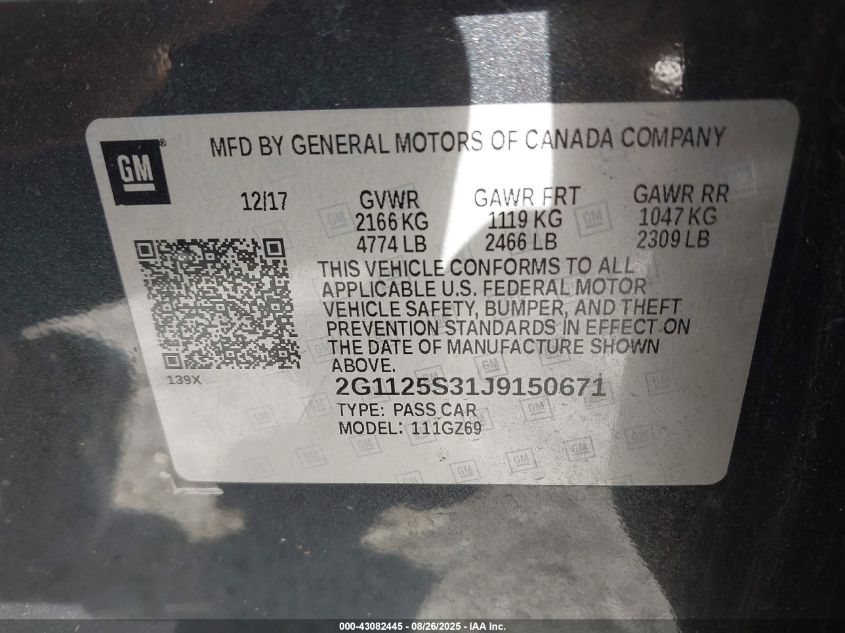 GM
MFD BY GENERAL MOTORS OF CANADA COMPANY
12/17 GVWR GAWR FRT GAWR RR
2166 KG 1119 KG 1047 KG
4774 LB 2466 LB 2309 LB
THIS VEHICLE CONFORMS TO ALL
APPLICABLE U.S. FEDERAL MOTOR
VEHICLE SAFETY, BUMPER, AND THEFT
PREVENTION STANDARDS IN EFFECT ON
THE DATE OF MANUFACTURE SHOWN
ABOVE.
139X
2G1125S31J9150671
TYPE: PASS CAR
MODEL: 111GZ69
000-43082445 - 08/26/2025 - IAA Inc.